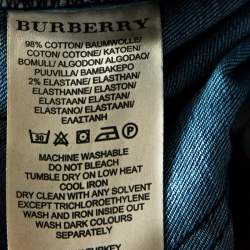 BURBERRY
98% COTTON/ BAUMWOLLE/
COTON/ COTONE/ KATOEN/
BOMULL/ ALGODON/ ALGODAO/
PUUVILLA/ BAMBAKEPO
2% ELASTANE/ ELASTHAN/
ELASTHANNE/ ELASTON/
ELASTAAN/ ELASTAN/
ELASTANO/ ELASTAANI/
ΕΛΑΣΤΑΝΗ
30
P
MACHINE WASHABLE
DO NOT BLEACH
TUMBLE DRY ON LOW HEAT
COOL IRON
DRY CLEAN WITH ANY SOLVENT
EXCEPT TRICHLOROETHYLENE
WASH AND IRON INSIDE OUT
WASH DARK COLOURS
SEPARATELY
TURKEY